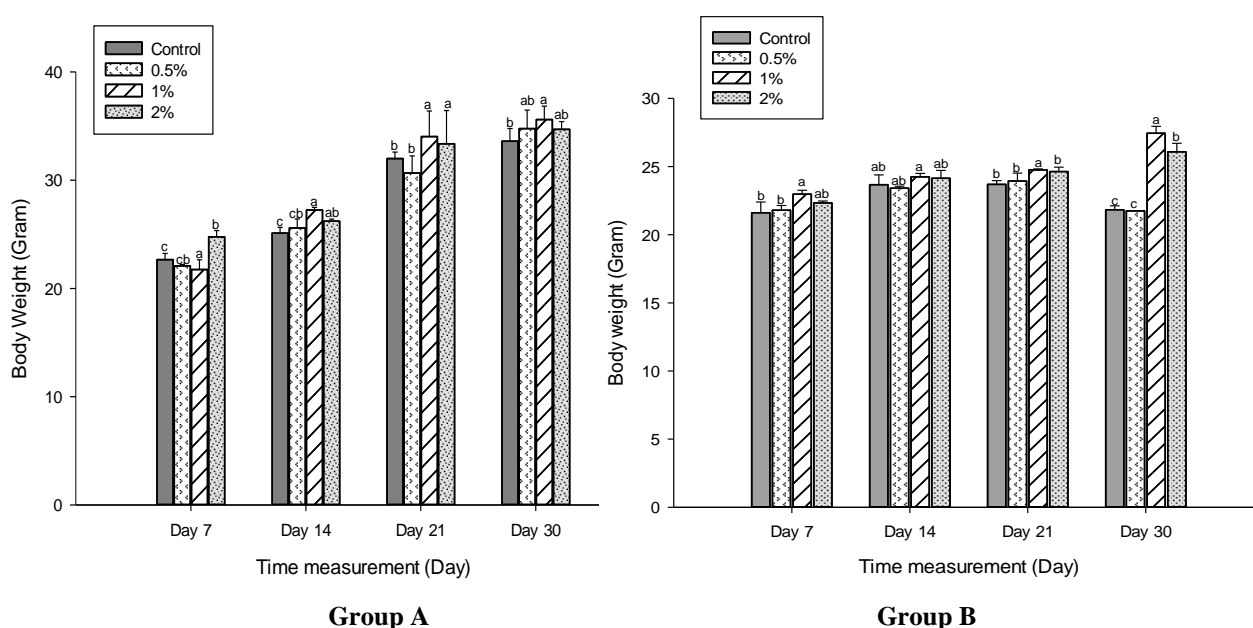 Control
0.5%
1%
2%
40
30
20
10
0
Body Weight (Gram)
c
cb
a
b
c
cb
a
ab
b
b
a
a
b
ab
a
ab
Day 7
Day 14
Day 21
Day 30
Time measurement (Day)
Group A
Control
0.5%
1%
2%
30
25
20
15
10
5
0
Body weight (Gram)
b
b
a
ab
ab
ab
a
ab
b
b
a
b
c
c
a
b
Day 7
Day 14
Day 21
Day 30
Time measurement (Day)
Group B